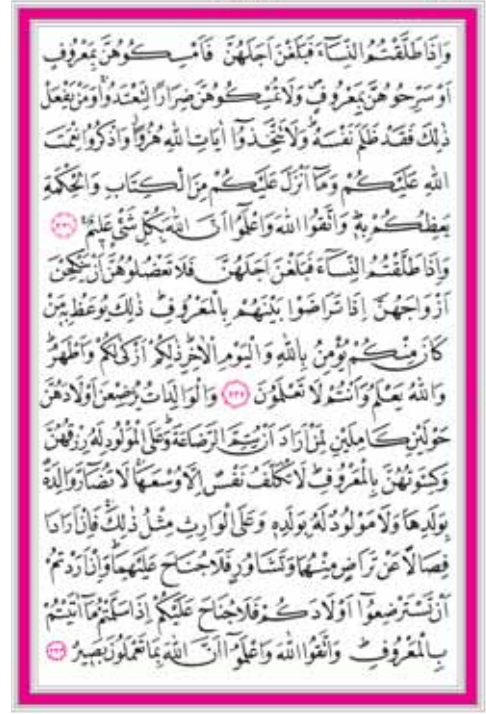 وَاِذَا طَلَّقْتُمُ النِّسَٓاءَ فَبَلَغْنَ اَجَلَهُنَّ فَاَمْسِكُوهُنَّ بِمَعْرُوفٍ
اَوْ سَرِّحُوهُنَّ بِمَعْرُوفٍ وَلَا تُمْسِكُوهُنَّ ضِرَارًا لِتَعْتَدُوا وَمَنْ يَفْعَلْ
ذٰلِكَ فَقَدْ ظَلَمَ نَفْسَهُ وَلَا تَتَّخِذُٓوا اٰيَاتِ اللّٰهِ هُزُوًا وَاذْكُرُوا نِعْمَتَ
اللّٰهِ عَلَيْكُمْ وَمَٓا اَنْزَلَ عَلَيْكُمْ مِنَ الْكِتَابِ وَالْحِكْمَةِ
يَعِظُكُمْ بِهِ وَاتَّقُوا اللّٰهَ وَاعْلَمُٓوا اَنَّ اللّٰهَ بِكُلِّ شَيْءٍ عَلِيمٌ ﴿٢٣١﴾
وَاِذَا طَلَّقْتُمُ النِّسَٓاءَ فَبَلَغْنَ اَجَلَهُنَّ فَلَا تَعْضُلُوهُنَّ اَنْ يَنْكِحْنَ
اَزْوَاجَهُنَّ اِذَا تَرَاضَوْا بَيْنَهُمْ بِالْمَعْرُوفِ ذٰلِكَ يُوعَظُ بِهِ مَنْ
كَانَ مِنْكُمْ يُؤْمِنُ بِاللّٰهِ وَالْيَوْمِ الْاٰخِرِ ذٰلِكُمْ اَزْكٰى لَكُمْ وَاَطْهَرُ
وَاللّٰهُ يَعْلَمُ وَاَنْتُمْ لَا تَعْلَمُونَ ﴿٢٣٢﴾ وَالْوَالِدَاتُ يُرْضِعْنَ اَوْلَادَهُنَّ
حَوْلَيْنِ كَامِلَيْنِ لِمَنْ اَرَادَ اَنْ يُتِمَّ الرَّضَاعَةَ وَعَلَى الْمَوْلُودِ لَهُ رِزْقُهُنَّ
وَكِسْوَتُهُنَّ بِالْمَعْرُوفِ لَا تُكَلَّفُ نَفْسٌ اِلَّا وُسْعَهَا لَا تُضَٓارَّ وَالِدَةٌ
بِوَلَدِهَا وَلَا مَوْلُودٌ لَهُ بِوَلَدِهِ وَعَلَى الْوَارِثِ مِثْلُ ذٰلِكَ فَاِنْ اَرَادَا
فِصَالًا عَنْ تَرَاضٍ مِنْهُمَا وَتَشَاوُرٍ فَلَا جُنَاحَ عَلَيْهِمَا وَاِنْ اَرَدْتُمْ
اَنْ تَسْتَرْضِعُٓوا اَوْلَادَكُمْ فَلَا جُنَاحَ عَلَيْكُمْ اِذَا سَلَّمْتُمْ مَٓا اٰتَيْتُمْ
بِالْمَعْرُوفِ وَاتَّقُوا اللّٰهَ وَاعْلَمُٓوا اَنَّ اللّٰهَ بِمَا تَعْمَلُونَ بَصِيرٌ ﴿٢٣٣﴾